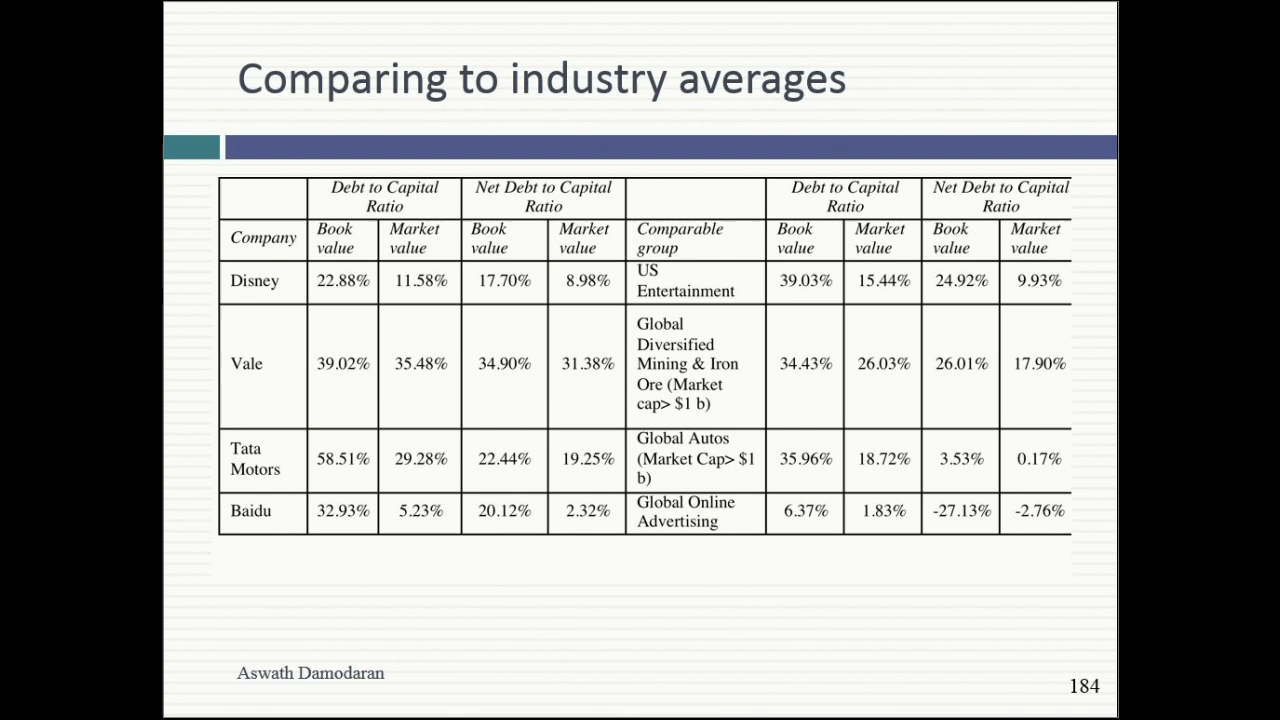 Comparing to industry averages
Debt to Capital Ratio Net Debt to Capital Ratio Debt to Capital Ratio Net Debt to Capital Ratio
Company Book value Market value Book value Market value Comparable group Book value Market value Book value Market value
Disney 22.88% 11.58% 17.70% 8.98% US Entertainment 39.03% 15.44% 24.92% 9.93%
Vale 39.02% 35.48% 34.90% 31.38% Global Diversified Mining & Iron Ore (Market cap> $1 b) 34.43% 26.03% 26.01% 17.90%
Tata Motors 58.51% 29.28% 22.44% 19.25% Global Autos (Market Cap> $1 b) 35.96% 18.72% 3.53% 0.17%
Baidu 32.93% 5.23% 20.12% 2.32% Global Online Advertising 6.37% 1.83% -27.13% -2.76%
Aswath Damodaran
184